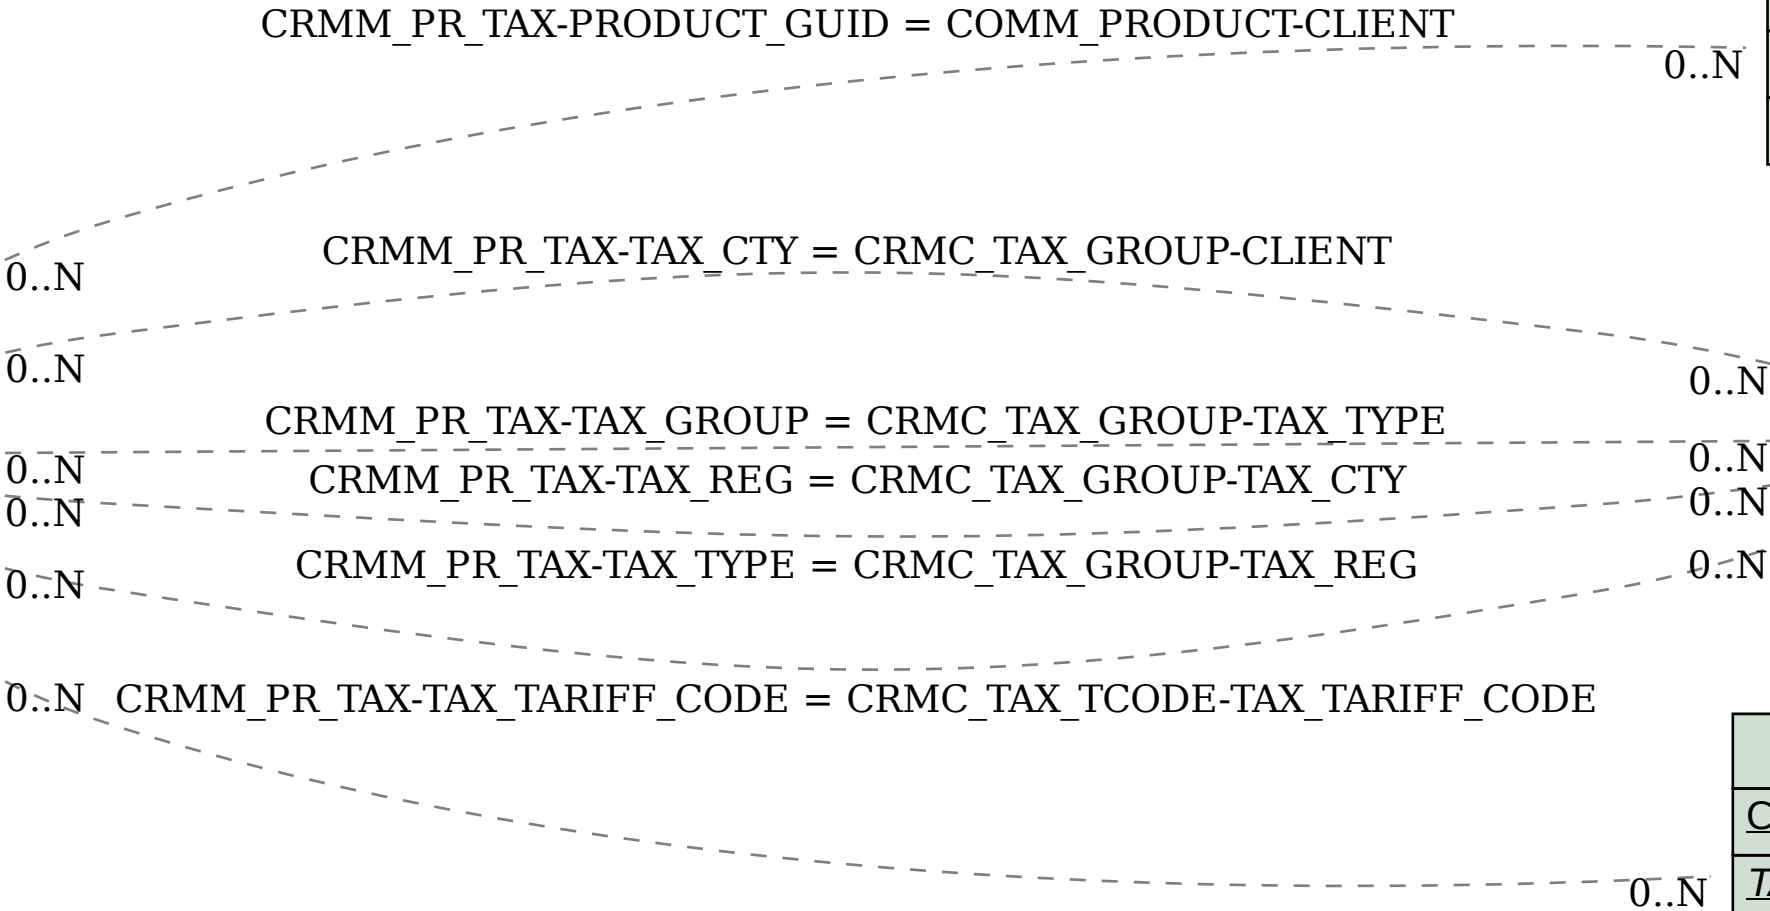 CRMM_PR_TAX-PRODUCT_GUID = COMM_PRODUCT-CLIENT
0..N
CRMM_PR_TAX-TAX_CTY = CRMC_TAX_GROUP-CLIENT
0..N
0..N
0..N
CRMM_PR_TAX-TAX_GROUP = CRMC_TAX_GROUP-TAX_TYPE
0..N
0..N
CRMM_PR_TAX-TAX_REG = CRMC_TAX_GROUP-TAX_CTY
0..N
0..N
CRMM_PR_TAX-TAX_TYPE = CRMC_TAX_GROUP-TAX_REG
0..N
0..N
0..N
CRMM_PR_TAX-TAX_TARIFF_CODE = CRMC_TAX_TCODE-TAX_TARIFF_CODE
0..N